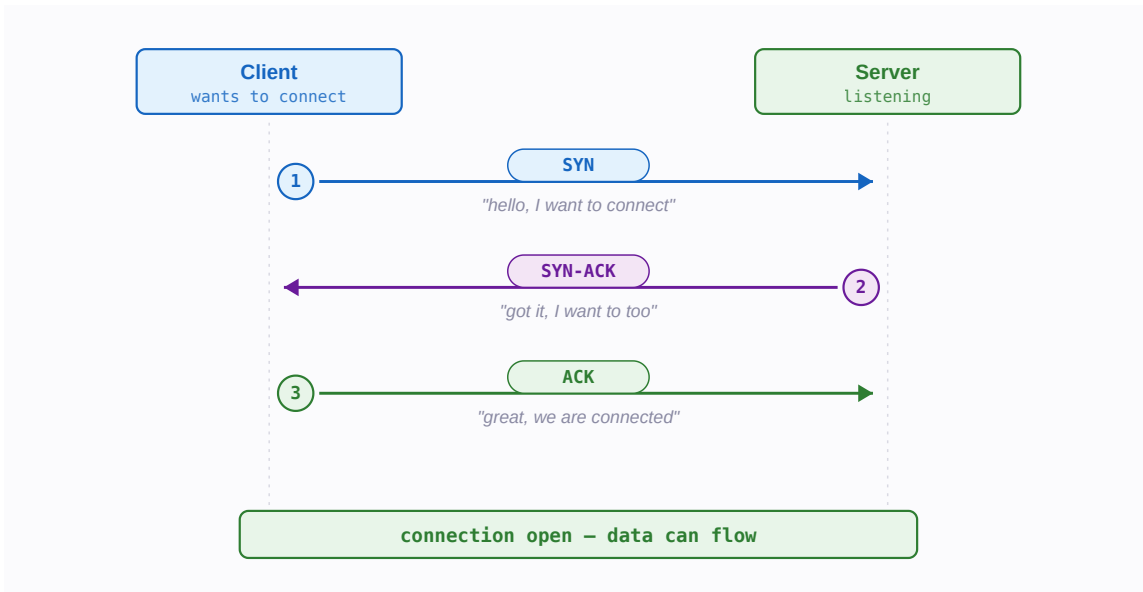 Client
wants to connect
Server
listening
SYN
1
"hello, I want to connect"
SYN-ACK
2
"got it, I want to too"
ACK
3
"great, we are connected"
connection open — data can flow